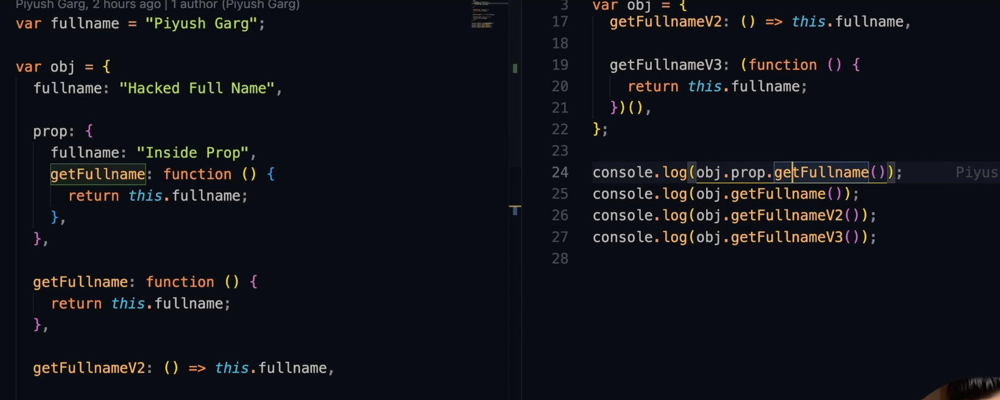 Piyush Garg, 2 hours ago | 1 author (Piyush Garg)
var fullname = "Piyush Garg";
var obj = {
fullname: "Hacked Full Name",
prop: {
fullname: "Inside Prop",
getFullname: function () {
return this.fullname;
},
},
getFullname: function () {
return this.fullname;
},
getFullnameV2: () => this.fullname,
3 var obj = {
17 getFullnameV2: () => this.fullname,
18
19 getFullnameV3: (function () {
20 return this.fullname;
21 })(),
22 };
23
24 console.log(obj.prop.getFullname()); Piyus
25 console.log(obj.getFullname());
26 console.log(obj.getFullnameV2());
27 console.log(obj.getFullnameV3());
28